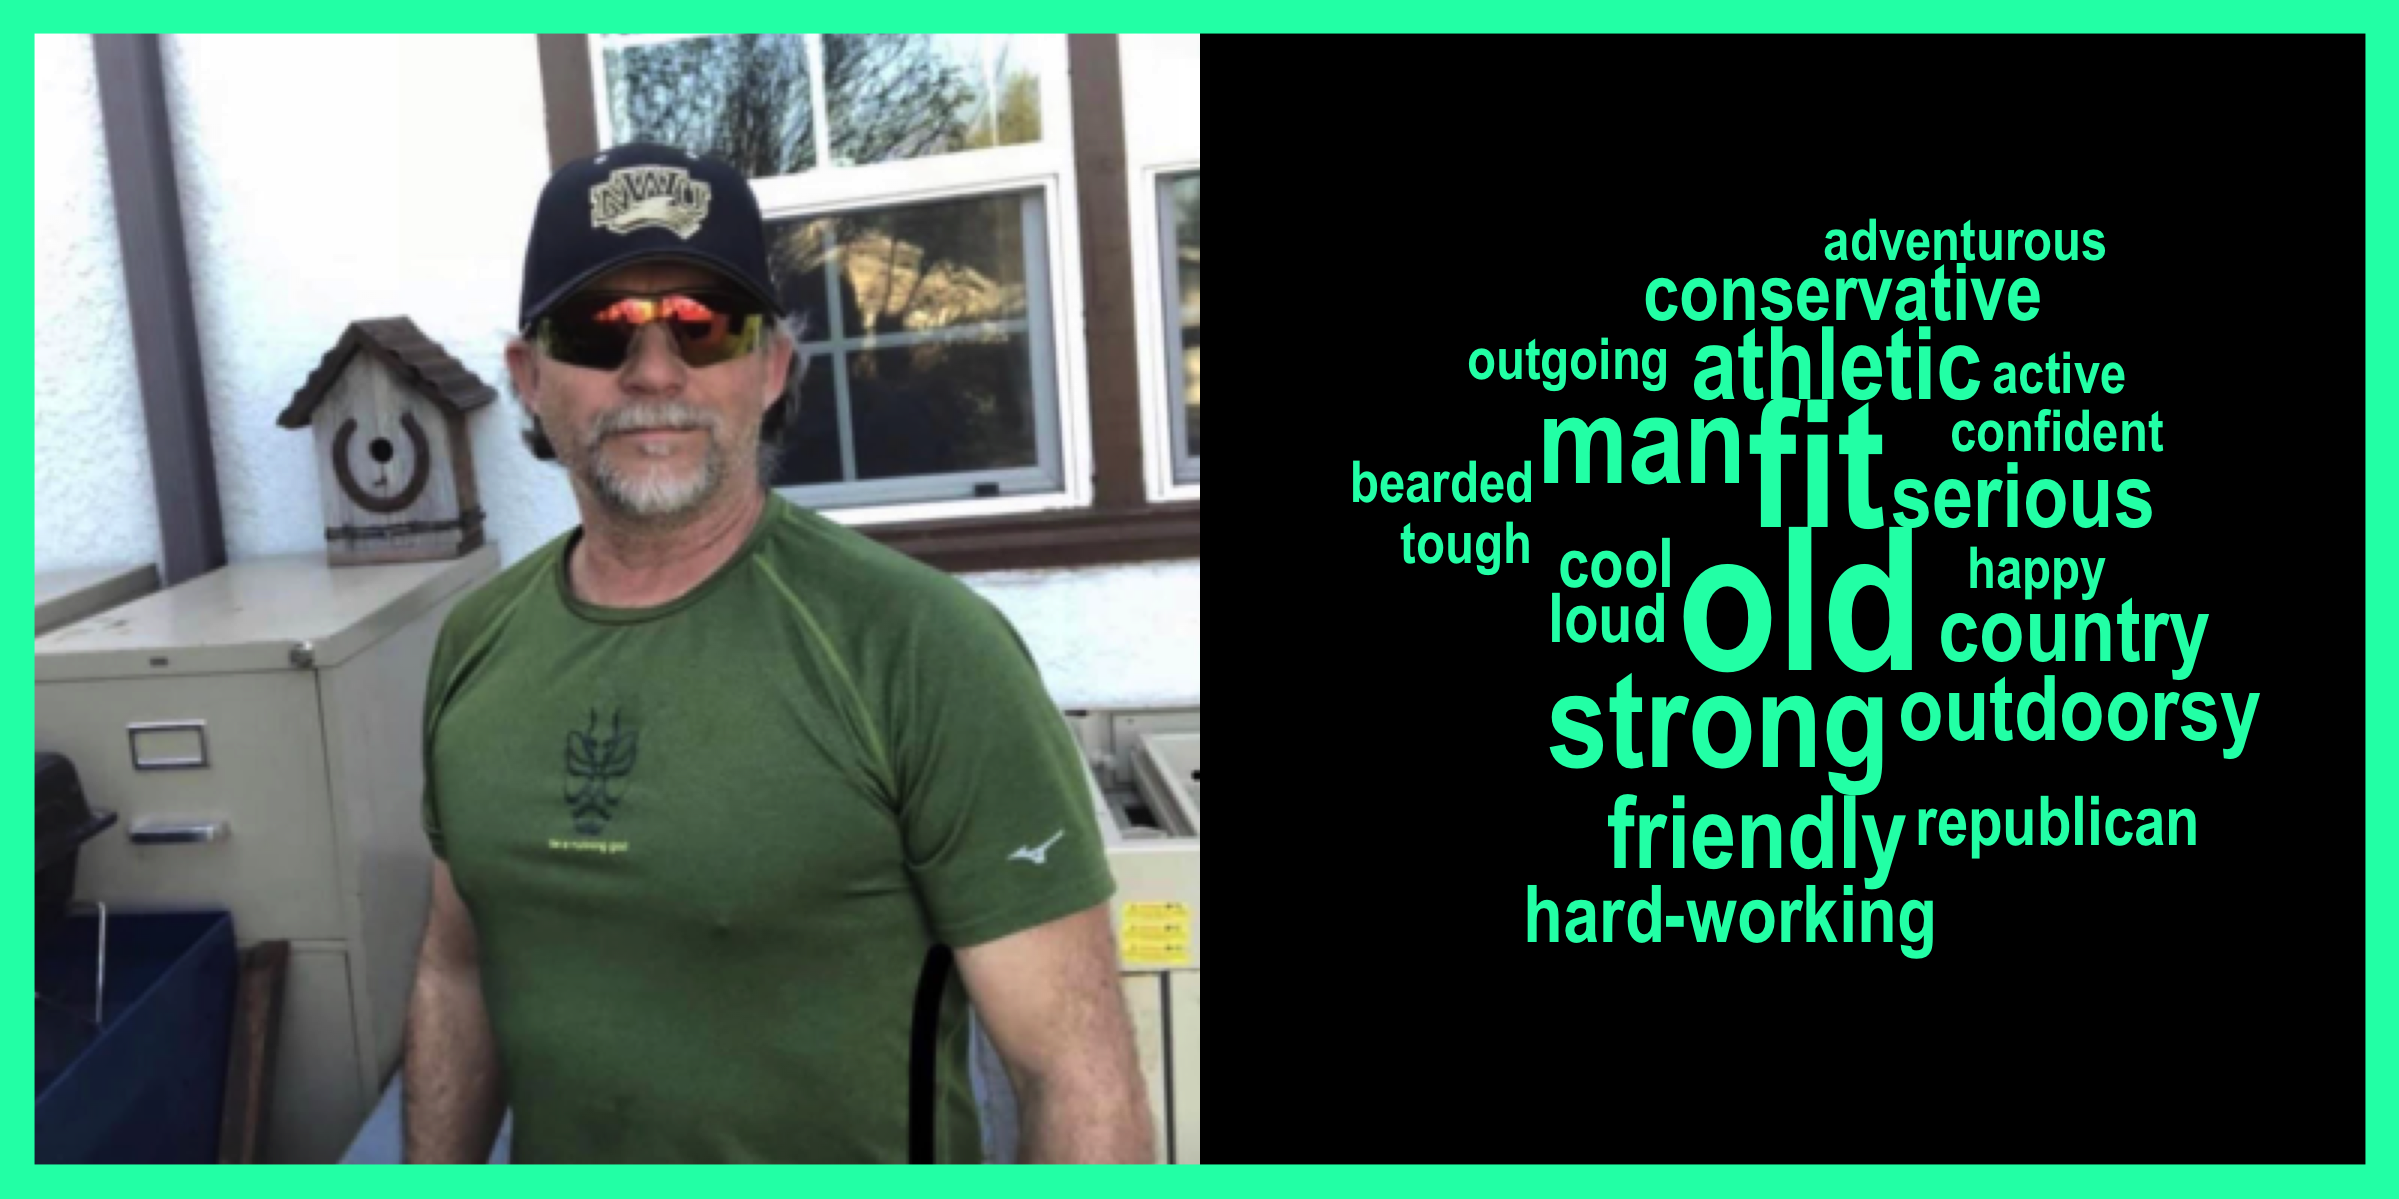 NWU
adventurous
conservative
outgoing athletic active
man fit confident
bearded serious
tough cool old happy
loud country
strong outdoorsy
friendly republican
hard-working